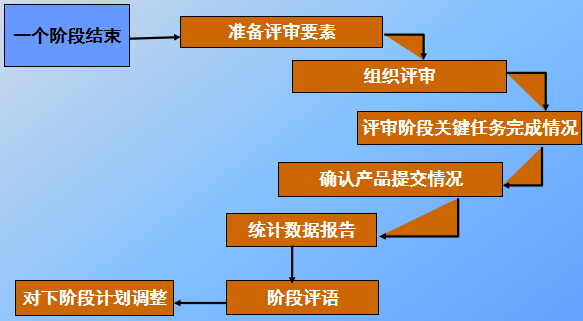 一个阶段结束
准备评审要素
组织评审
评审阶段关键任务完成情况
确认产品提交情况
统计数据报告
阶段评语
对下阶段计划调整